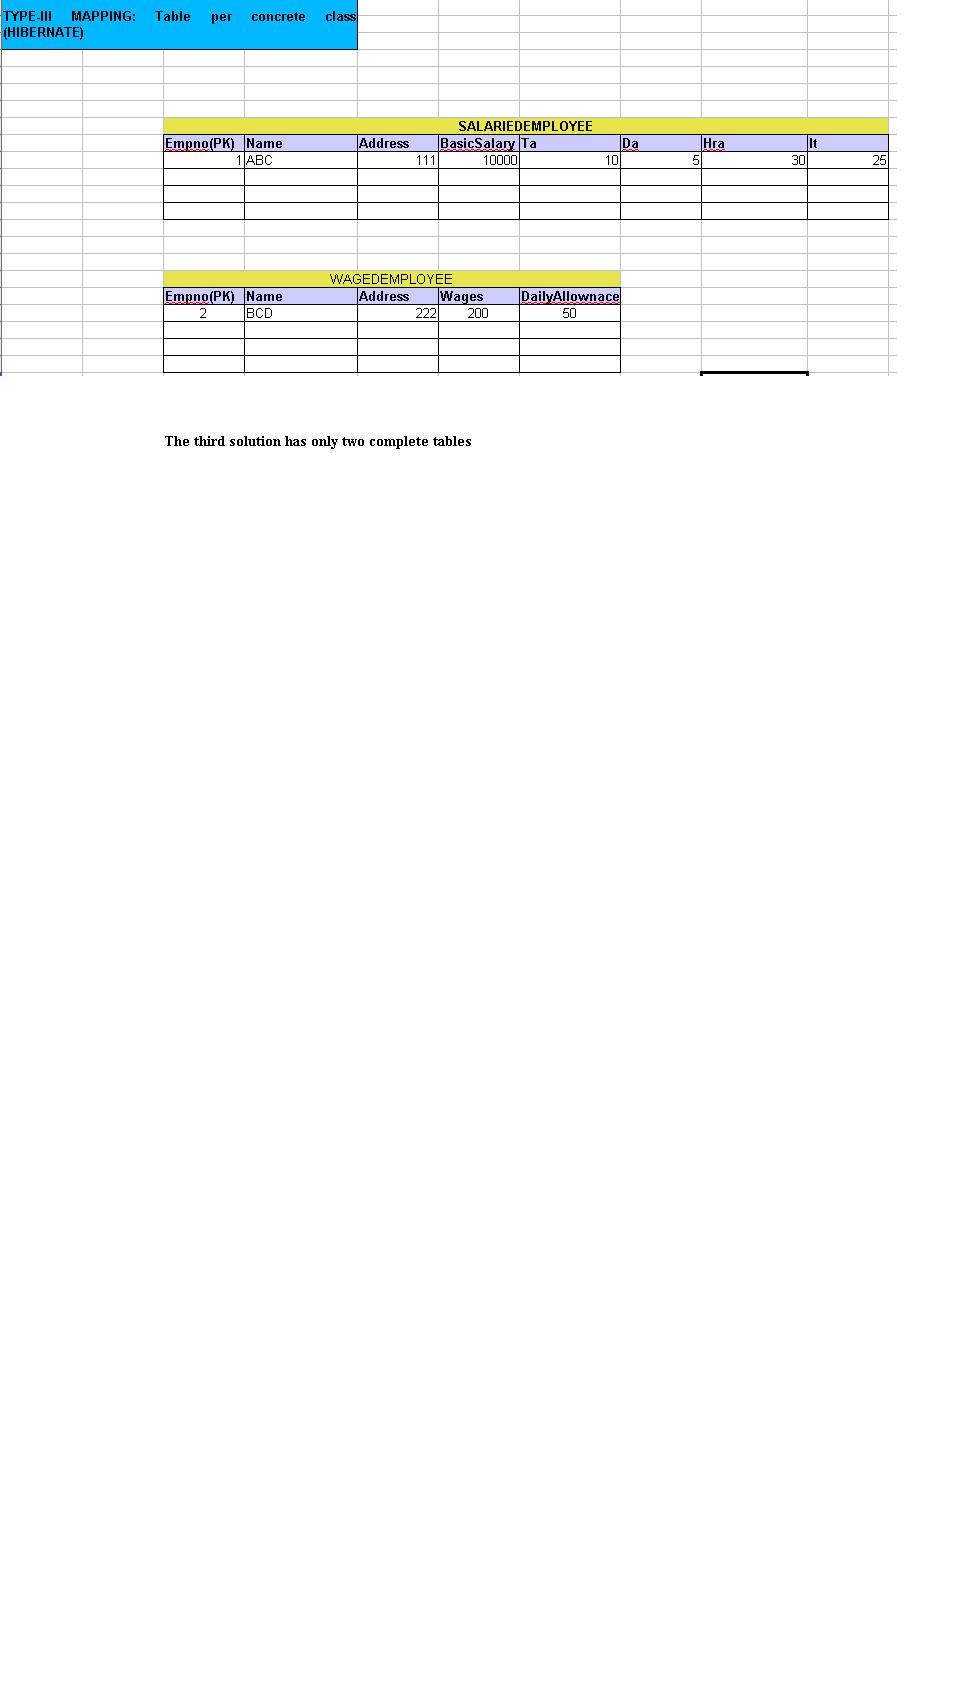 TYPE-III MAPPING: Table per concrete class
(HIBERNATE)
SALARIEDEMPLOYEE
Empno(PK) Name Address BasicSalary Ta Da Hra It
1 ABC 111 10000 10 5 30 25
WAGEDEMPLOYEE
Empno(PK) Name Address Wages DailyAllownace
2 BCD 222 200 50
The third solution has only two complete tables